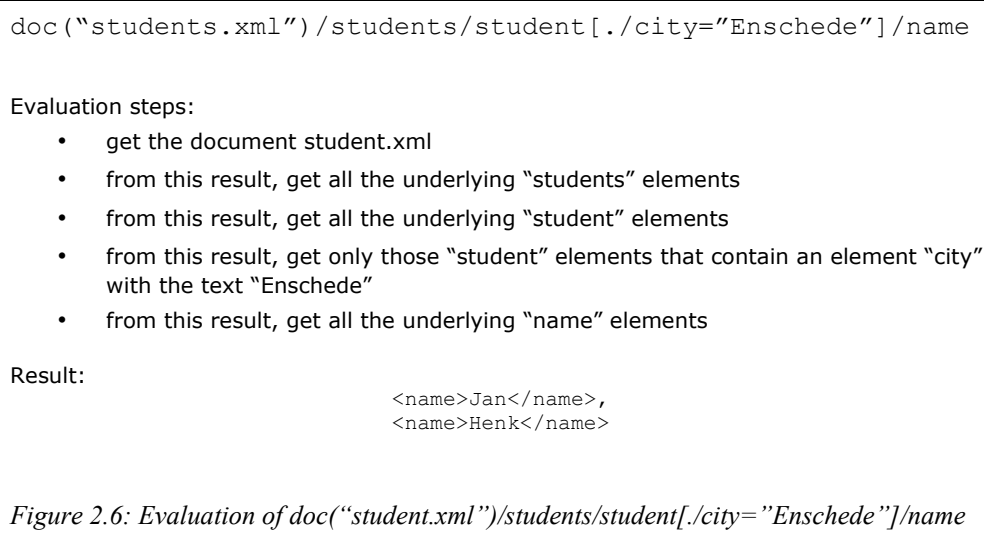 doc(“students.xml”)/students/student[./city=”Enschede”]/name
Evaluation steps:
• get the document student.xml
• from this result, get all the underlying “students” elements
• from this result, get all the underlying “student” elements
• from this result, get only those “student” elements that contain an element “city”
with the text “Enschede”
• from this result, get all the underlying “name” elements
Result:
<name>Jan</name>,
<name>Henk</name>
Figure 2.6: Evaluation of doc(“student.xml”)/students/student[./city=”Enschede”]/name